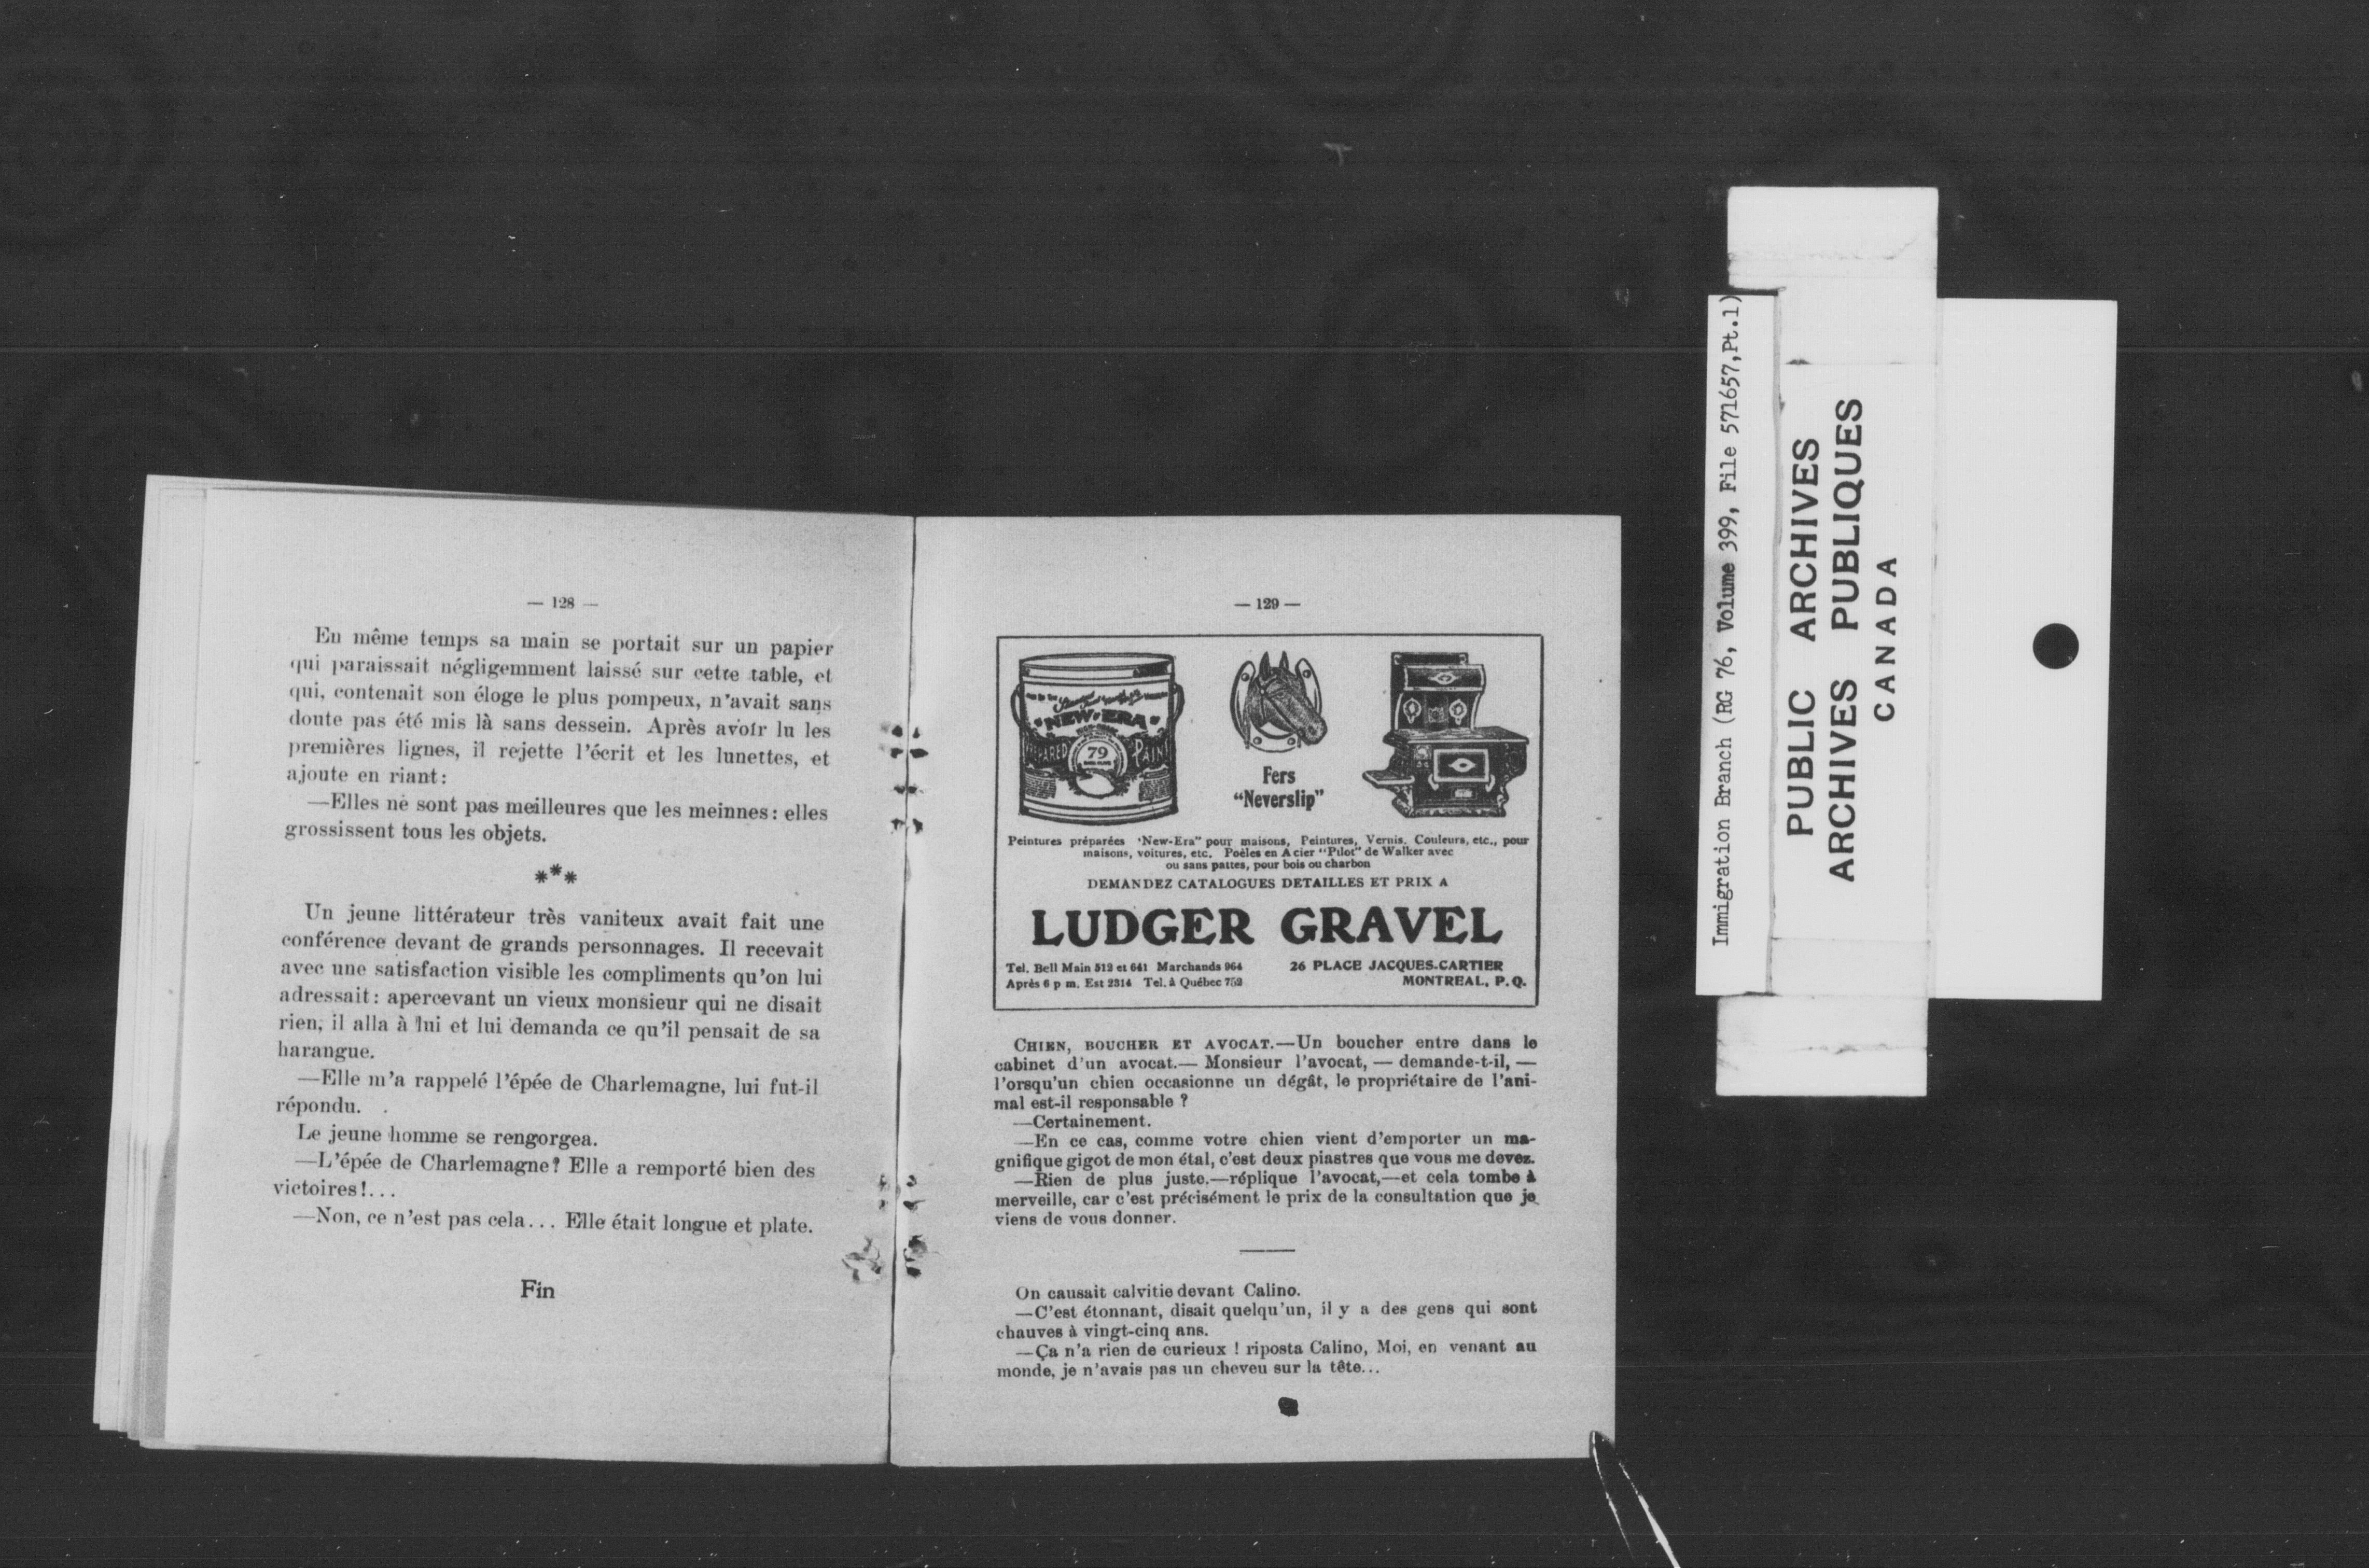 — 128 —
En même temps sa main se portait sur un papier
qui paraissait négligemment laissé sur cette table, et
qui, contenait son éloge le plus pompeux, n'avait sans
doute pas été mis là sans dessein. Après avoir lu les
premières lignes, il rejette l'écrit et les lunettes, et
ajoute en riant:
—Elles ne sont pas meilleures que les meinnes: elles
grossissent tous les objets.
***
Un jeune littérateur très vaniteux avait fait une
conférence devant de grands personnages. Il recevait
avec une satisfaction visible les compliments qu'on lui
adressait: apercevant un vieux monsieur qui ne disait
rien, il alla à lui et lui demanda ce qu'il pensait de sa
harangue.
—Elle m'a rappelé l'épée de Charlemagne, lui fut-il
répondu.
Le jeune homme se rengorgea.
—L'épée de Charlemagne? Elle a remporté bien des
victoires!...
—Non, ce n'est pas cela... Elle était longue et plate.
Fin
— 129 —
"NEW-ERA"
PREPARED 79 PAINT
Fers
"Neverslip"
Peintures préparées 'New-Era" pour maisons, Peintures, Vernis. Couleurs, etc., pour
maisons, voitures, etc. Poêles en Acier "Pilot" de Walker avec
ou sans pattes, pour bois ou charbon
DEMANDEZ CATALOGUES DETAILLES ET PRIX A
LUDGER GRAVEL
Tel. Bell Main 512 et 641 Marchands 964 26 PLACE JACQUES-CARTIER
Après 6 p m. Est 2314 Tel. à Québec 752 MONTREAL, P.Q.
CHIEN, BOUCHER ET AVOCAT.—Un boucher entre dans le
cabinet d'un avocat.— Monsieur l'avocat, — demande-t-il, —
l'orsqu'un chien occasionne un dégât, le propriétaire de l'ani-
mal est-il responsable ?
—Certainement.
—En ce cas, comme votre chien vient d'emporter un ma-
gnifique gigot de mon étal, c'est deux piastres que vous me devez.
—Rien de plus juste.—réplique l'avocat,—et cela tombe à
merveille, car c'est précisément le prix de la consultation que je
viens de vous donner.
On causait calvitie devant Calino.
—C'est étonnant, disait quelqu'un, il y a des gens qui sont
chauves à vingt-cinq ans.
—Ça n'a rien de curieux ! riposta Calino, Moi, en venant au
monde, je n'avais pas un cheveu sur la tête...
Immigration Branch (RG 76, Volume 399, File 571657,Pt.1)
PUBLIC ARCHIVES
ARCHIVES PUBLIQUES
CANADA